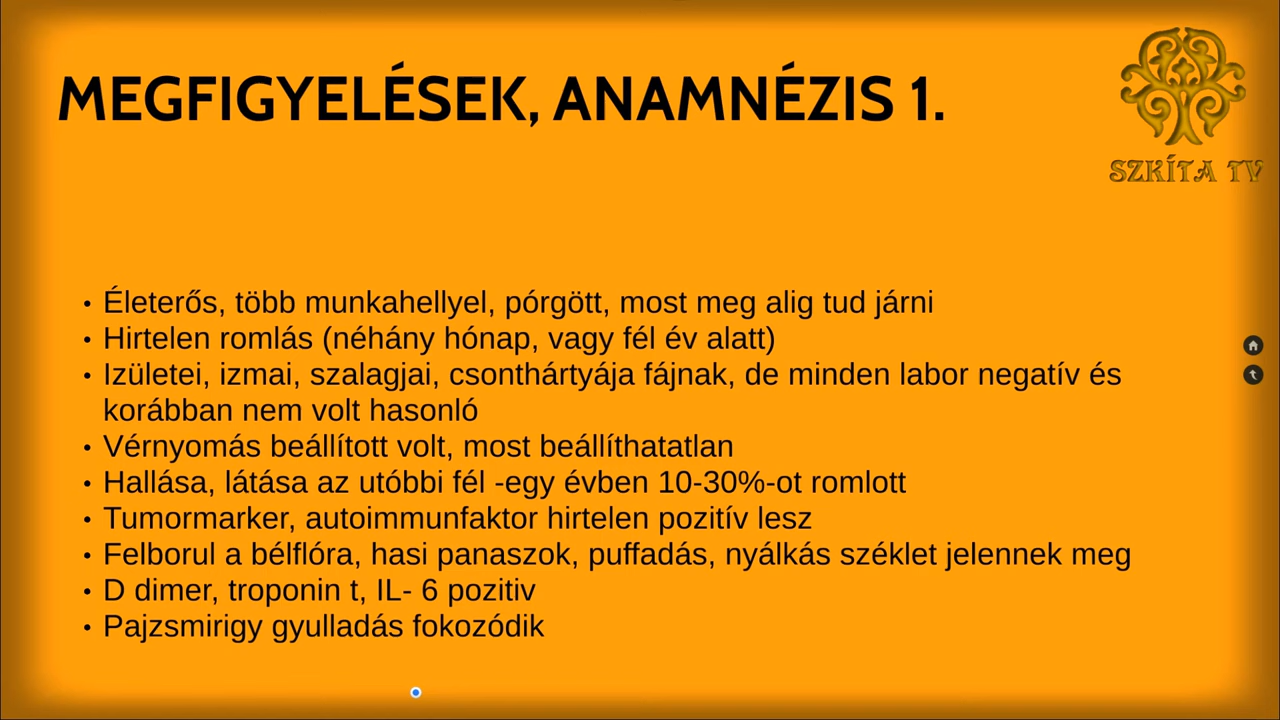 MEGFIGYELÉSEK, ANAMNÉZIS 1.
SZKÍTA TV
• Életerős, több munkahellyel, pórgött, most meg alig tud járni
• Hirtelen romlás (néhány hónap, vagy fél év alatt)
• Izületei, izmai, szalagjai, csonthártyája fájnak, de minden labor negatív és
korábban nem volt hasonló
• Vérnyomás beállított volt, most beállíthatatlan
• Hallása, látása az utóbbi fél -egy évben 10-30%-ot romlott
• Tumormarker, autoimmunfaktor hirtelen pozitív lesz
• Felborul a bélflóra, hasi panaszok, puffadás, nyálkás széklet jelennek meg
• D dimer, troponin t, IL- 6 pozitiv
• Pajzsmirigy gyulladás fokozódik